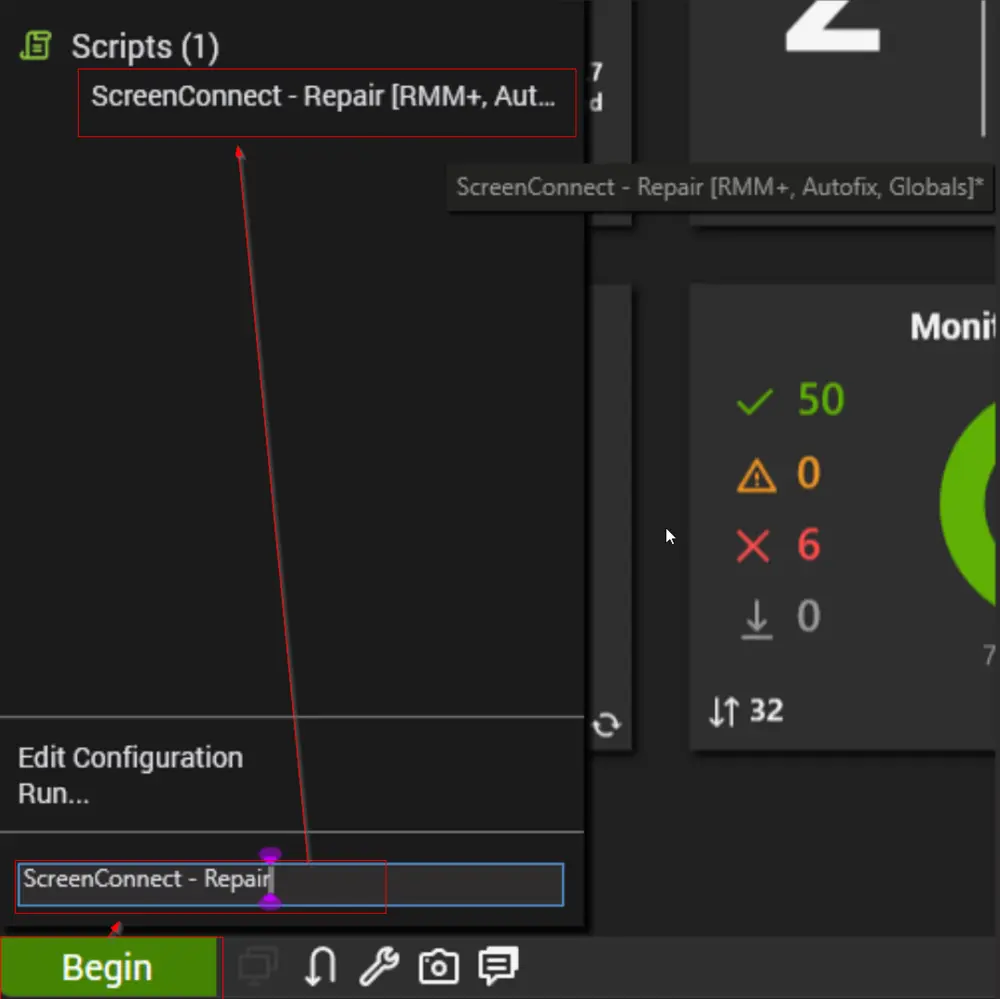 Scripts (1)
ScreenConnect - Repair [RMM+, Aut...
7
d
ScreenConnect - Repair [RMM+, Autofix, Globals]*
Monit
50
0
6
0
7
32
Edit Configuration
Run...
ScreenConnect - Repair
Begin